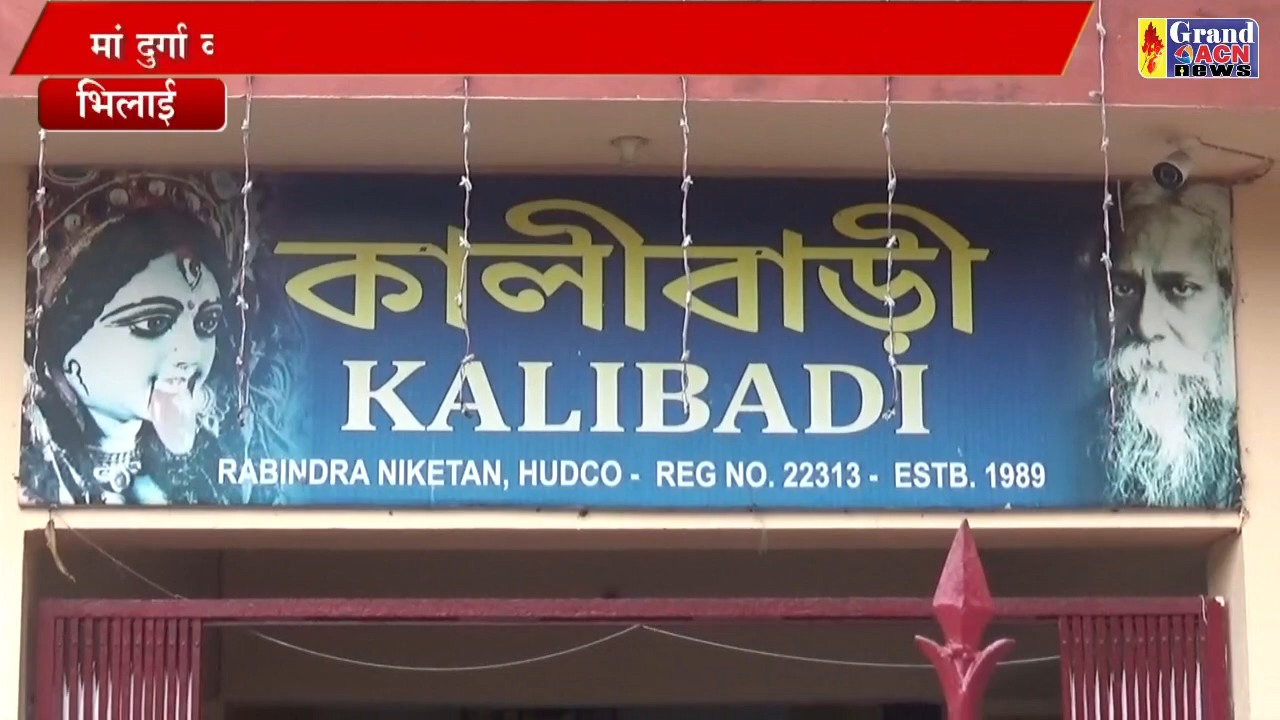 मां दुर्गा
Grand
ACN
news
भिलाई
কালীবাড়ী
KALIBADI
RABINDRA NIKETAN, HUDCO - REG NO. 22313 - ESTB. 1989